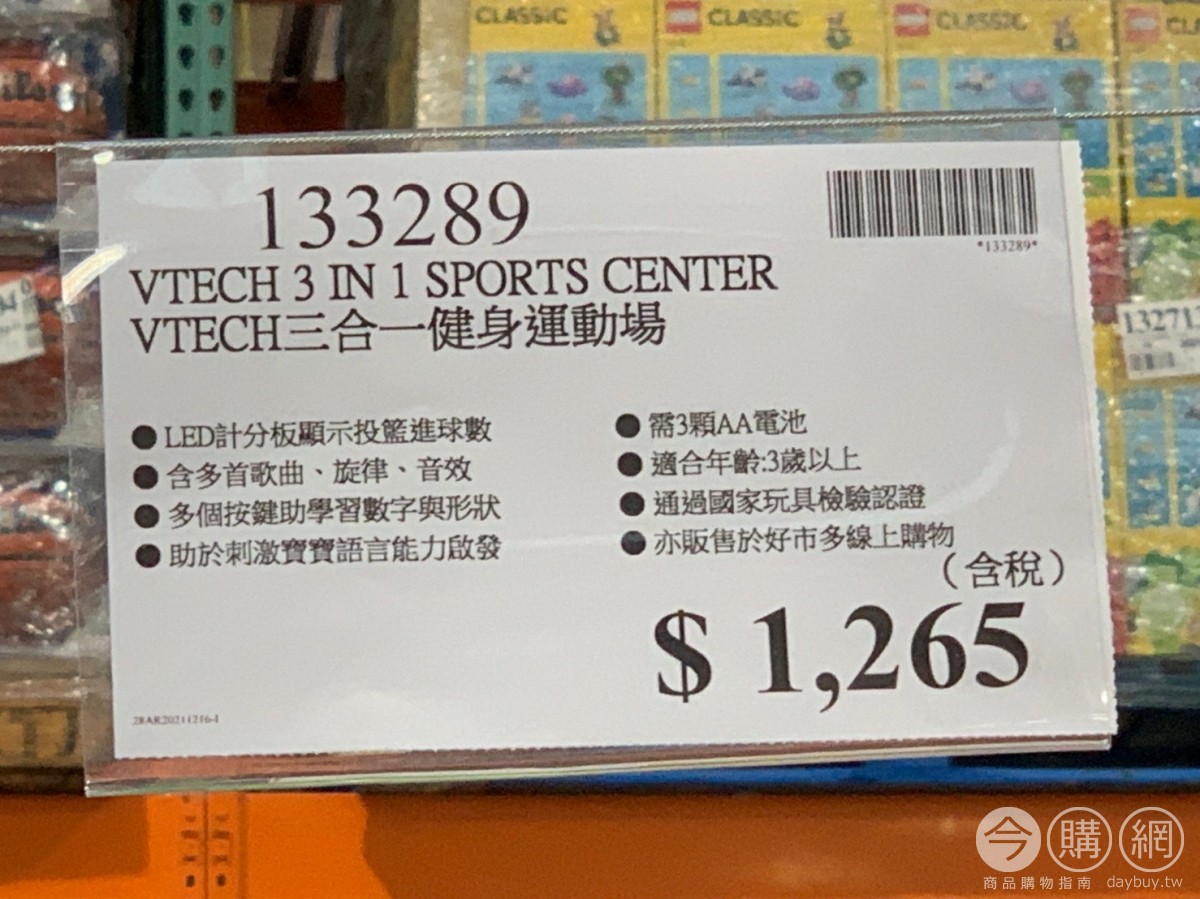 CLASSIC
LEGO CLASSIC
LEGO CLASSIC
133289
*133289*
VTECH 3 IN 1 SPORTS CENTER
VTECH三合一健身運動場
●LED計分板顯示投籃進球數
●含多首歌曲、旋律、音效
●多個按鍵助學習數字與形狀
●助於刺激寶寶語言能力啟發
●需3顆AA電池
●適合年齡:3歲以上
●通過國家玩具檢驗認證
●亦販售於好市多線上購物
(含稅)
$ 1,265
28AR20211216-1
13271
今購網
商品購物指南 daybuy.tw